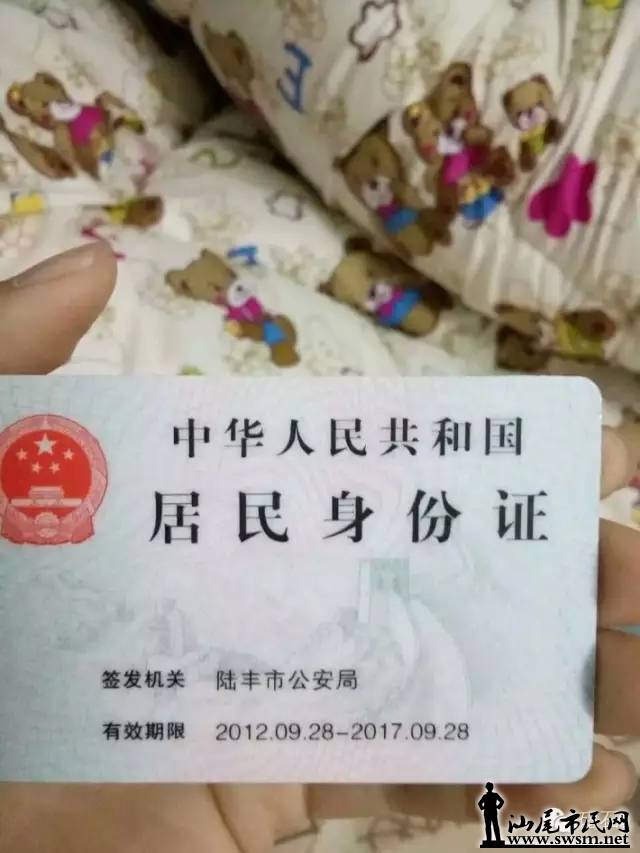 中华人民共和国
居民身份证
签发机关 陆丰市公安局
有效期限 2012.09.28-2017.09.28
汕尾市民网
www.swsm.net